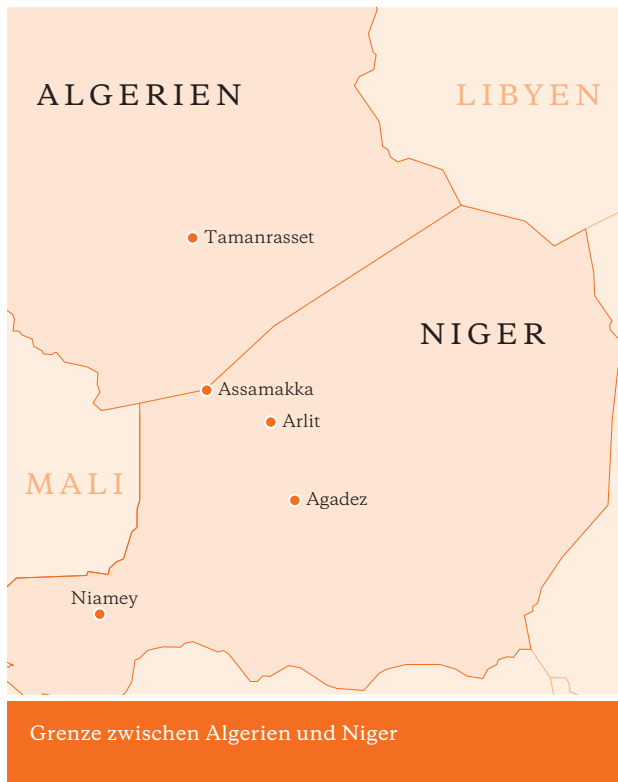 ALGERIEN
LIBYEN
Tamanrasset
NIGER
Assamakka
Arlit
MALI
Agadez
Niamey
Grenze zwischen Algerien und Niger